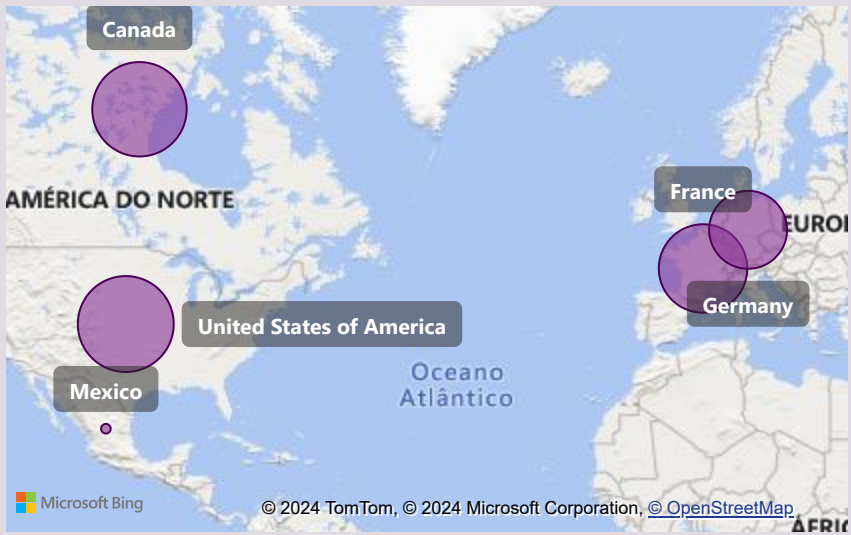 Canada
AMÉRICA DO NORTE
France
EUROI
Germany
United States of America
Mexico
Oceano
Atlântico
Microsoft Bing
© 2024 TomTom, © 2024 Microsoft Corporation, © OpenStreetMap
ÁFRIC